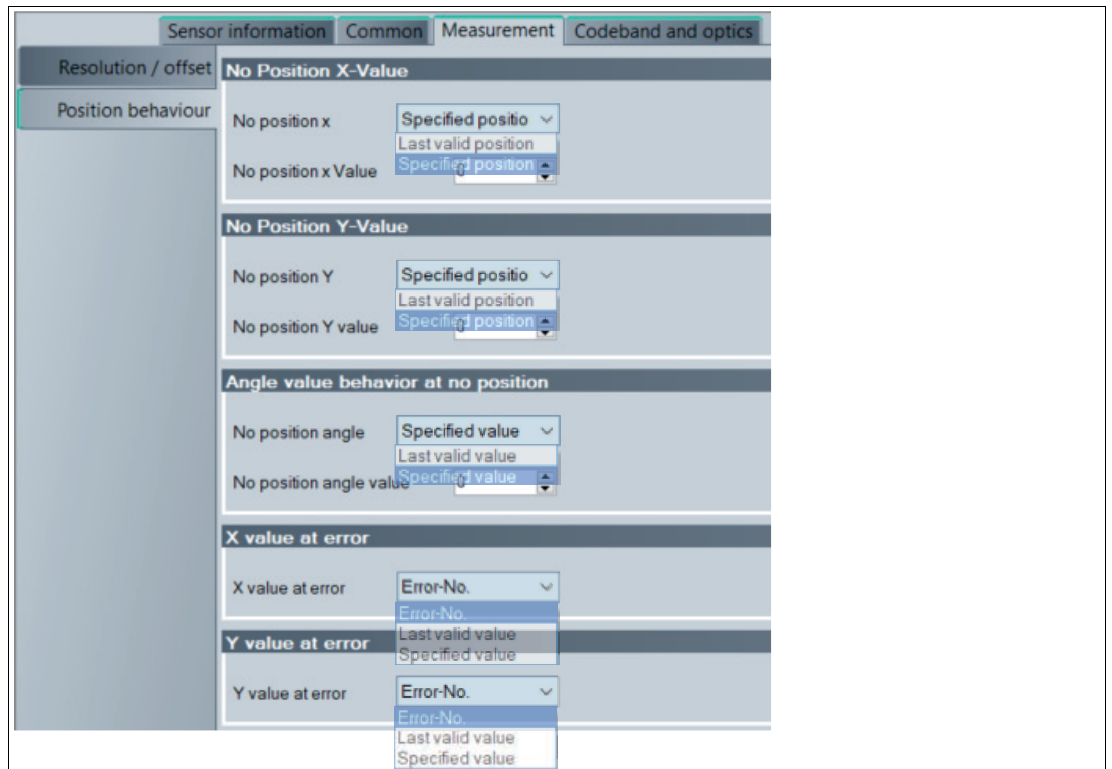 Sensor information Common Measurement Codeband and optics
Resolution / offset
Position behaviour
No Position X-Value
No position x Specified positio
Last valid position
Specified position
No position x Value 0
No Position Y-Value
No position Y Specified positio
Last valid position
Specified position
No position Y value 0
Angle value behavior at no position
No position angle Specified value
Last valid value
Specified value
No position angle value 0
X value at error
X value at error Error-No.
Error-No.
Last valid value
Specified value
Y value at error
Y value at error Error-No.
Error-No.
Last valid value
Specified value